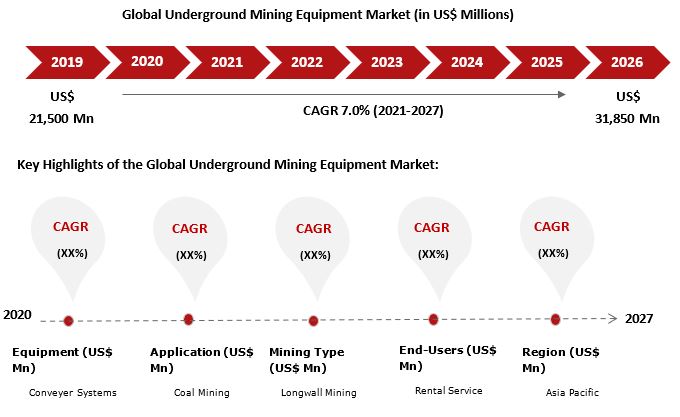 Global Underground Mining Equipment Market (in US$ Millions)
2019 2020 2021 2022 2023 2024 2025 2026
US$
21,500 Mn
CAGR 7.0% (2021-2027)
US$
31,850 Mn
Key Highlights of the Global Underground Mining Equipment Market:
CAGR CAGR CAGR CAGR CAGR
(XX%) (XX%) (XX%) (XX%) (XX%)
2020 2027
Equipment (US$
Mn)
Conveyer Systems
Application (US$
Mn)
Coal Mining
Mining Type
(US$ Mn)
Longwall Mining
End-Users (US$
Mn)
Rental Service
Region (US$
Mn)
Asia Pacific